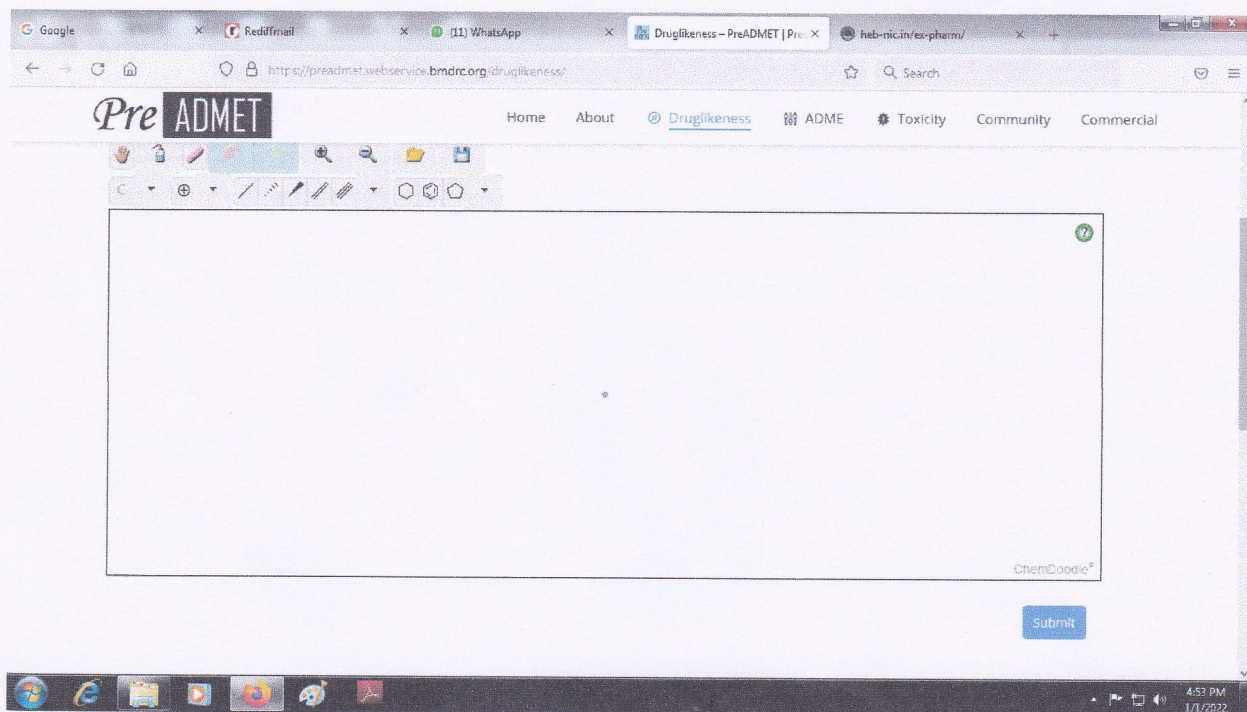 Google
Rediffmail
(11) WhatsApp
Druglikeness – PreADMET | Pre
heb-nic.in/ex-pharm/
https://preadmet.webservice.bmdrc.org/druglikeness/
Search
Pre ADMET
Home About Druglikeness ADME Toxicity Community Commercial
C
?
ChemDoodle®
Submit
4:53 PM
1/1/2022